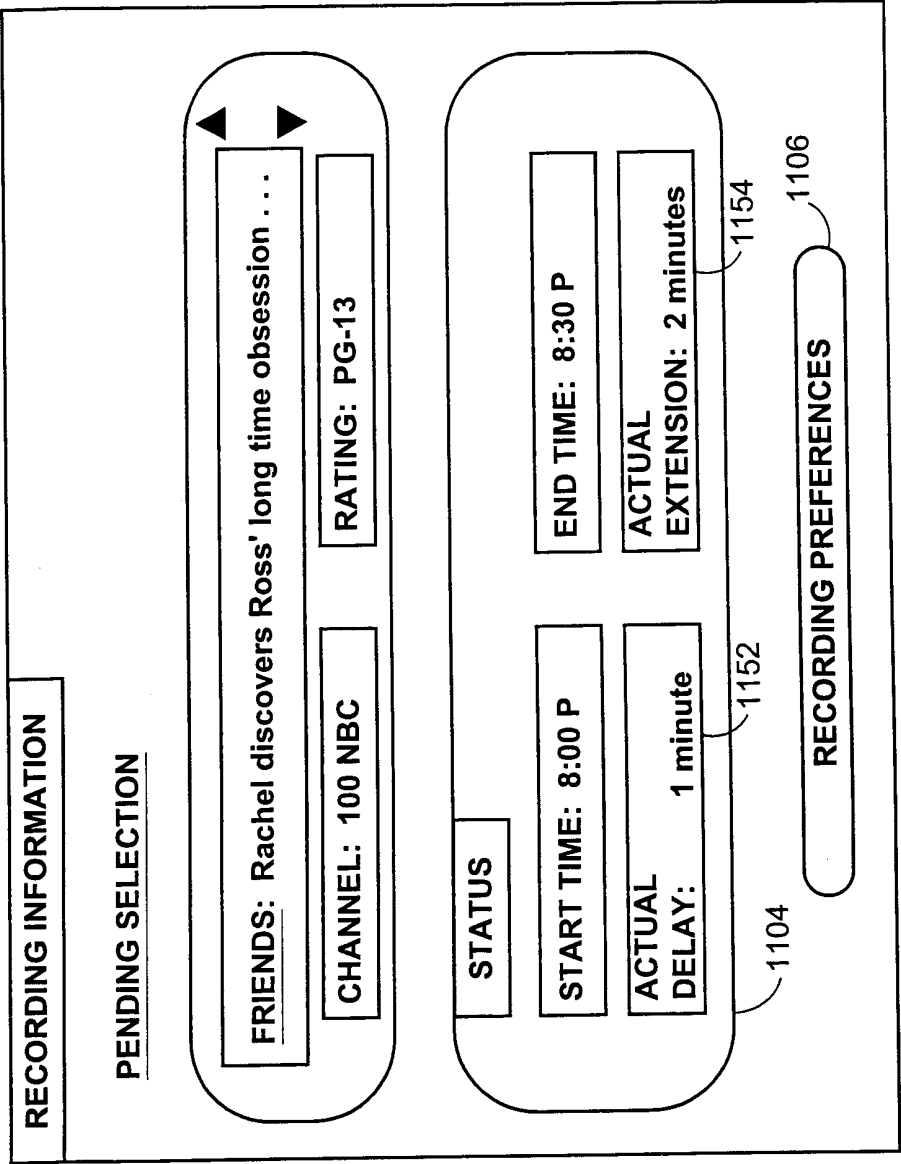 RECORDING INFORMATION
PENDING SELECTION
FRIENDS: Rachel discovers Ross' long time obsession . . .
CHANNEL: 100 NBC
RATING: PG-13
STATUS
START TIME: 8:00 P
END TIME: 8:30 P
ACTUAL
DELAY: 1 minute
ACTUAL
EXTENSION: 2 minutes
1104
1152
1154
RECORDING PREFERENCES
1106